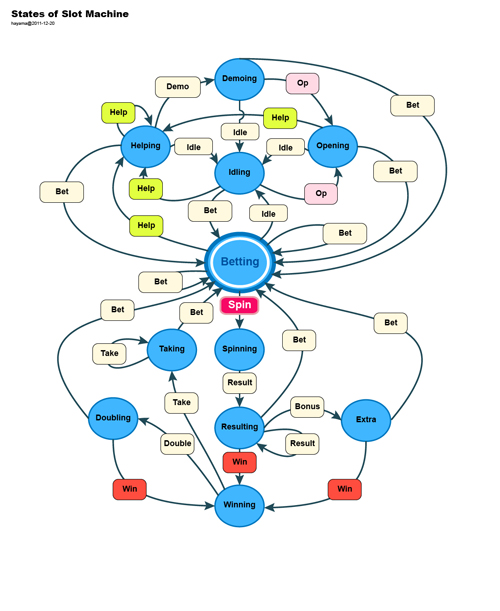 States of Slot Machine
hayaima@2011-12-20
Demoing
Demo
Op
Bet
Help
Help
Idle
Helping
Idle
Idle
Opening
Idling
Bet
Help
Op
Bet
Bet
Idle
Help
Bet
Betting
Bet
Spin
Bet
Bet
Bet
Bet
Take
Taking
Spinning
Result
Take
Bonus
Doubling
Extra
Resulting
Double
Result
Win
Win
Win
Winning